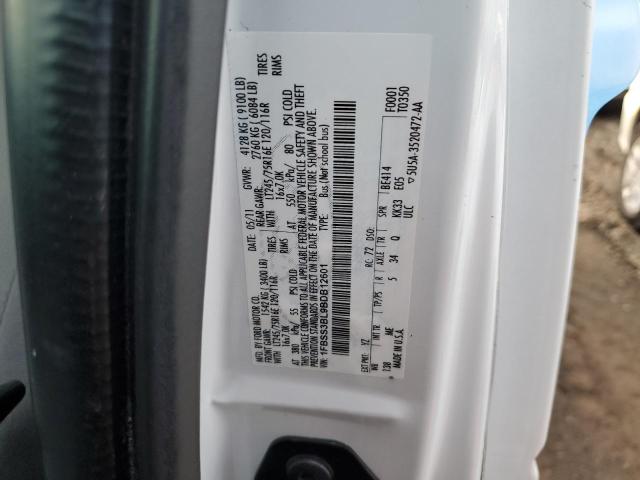 MFD. BY FORD MOTOR CO.
DATE: 05/11 GVWR: 4128 KG ( 9100 LB)
FRONT GAWR: 1542 KG ( 3400 LB) REAR GAWR: 2760 KG ( 6084 LB)
WITH LT245/75R16E 120/116R TIRES WITH LT245/75R16E 120/116R TIRES
16x7.0K RIMS 16x7.0K RIMS
AT 380 kPa/ 55 PSI COLD AT 550 kPa/ 80 PSI COLD
THIS VEHICLE CONFORMS TO ALL APPLICABLE FEDERAL MOTOR VEHICLE SAFETY AND THEFT
PREVENTION STANDARDS IN EFFECT ON THE DATE OF MANUFACTURE SHOWN ABOVE.
VIN: 1FBSS3BL9BDB12601 TYPE: Bus (Not school bus)
EXT PNT: YZ RC: 72 DSO: F0001
WB TP/PS R AXLE TR SPR T0350
138 ME 5 34 Q KK33 BE414 E05
MADE IN U.S.A. ULC 5U5A-3520472-AA